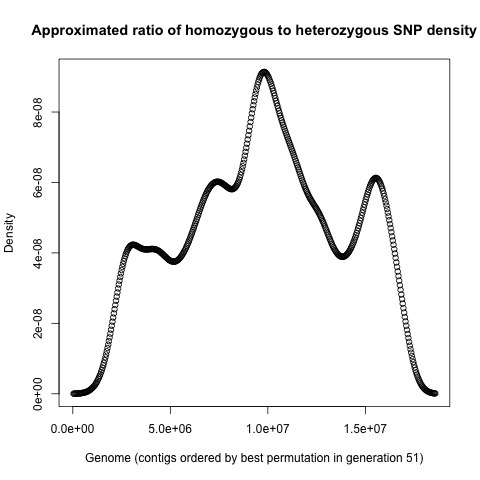 Approximated ratio of homozygous to heterozygous SNP density
Density
8e-08
6e-08
4e-08
2e-08
0e+00
0.0e+00 5.0e+06 1.0e+07 1.5e+07
Genome (contigs ordered by best permutation in generation 51)